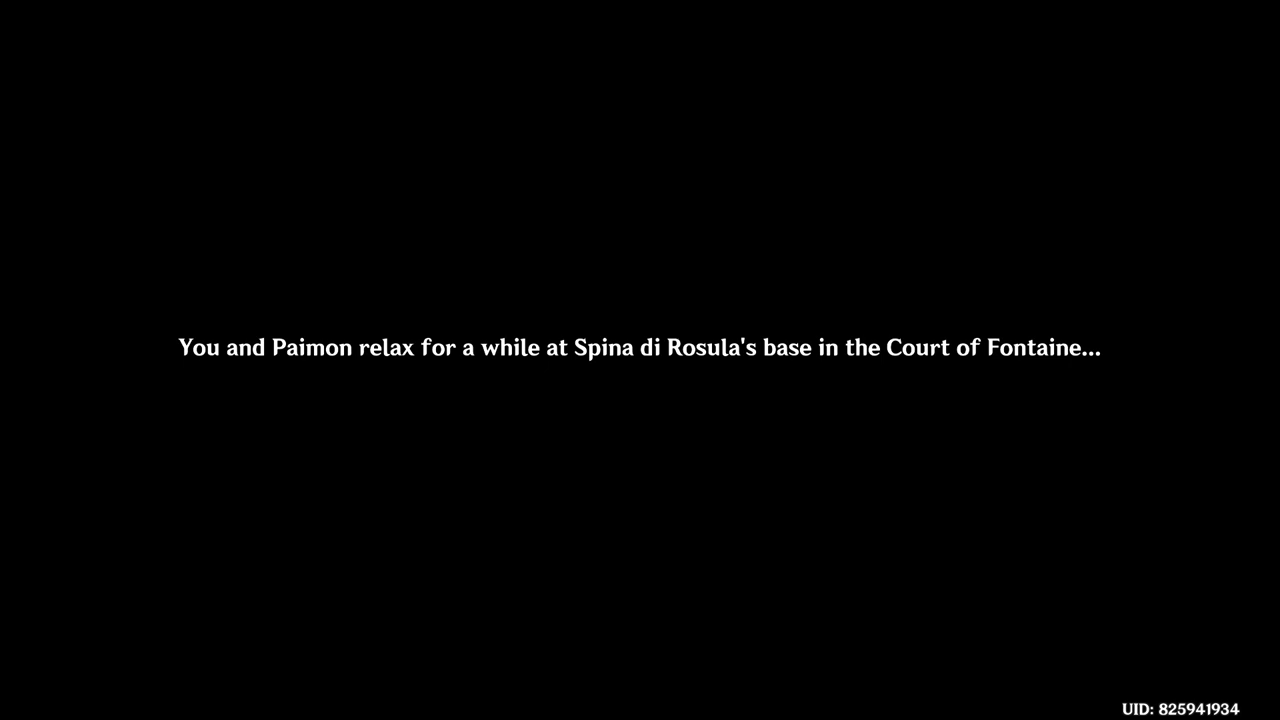 You and Paimon relax for a while at Spina di Rosula's base in the Court of Fontaine...
UID: 825941934